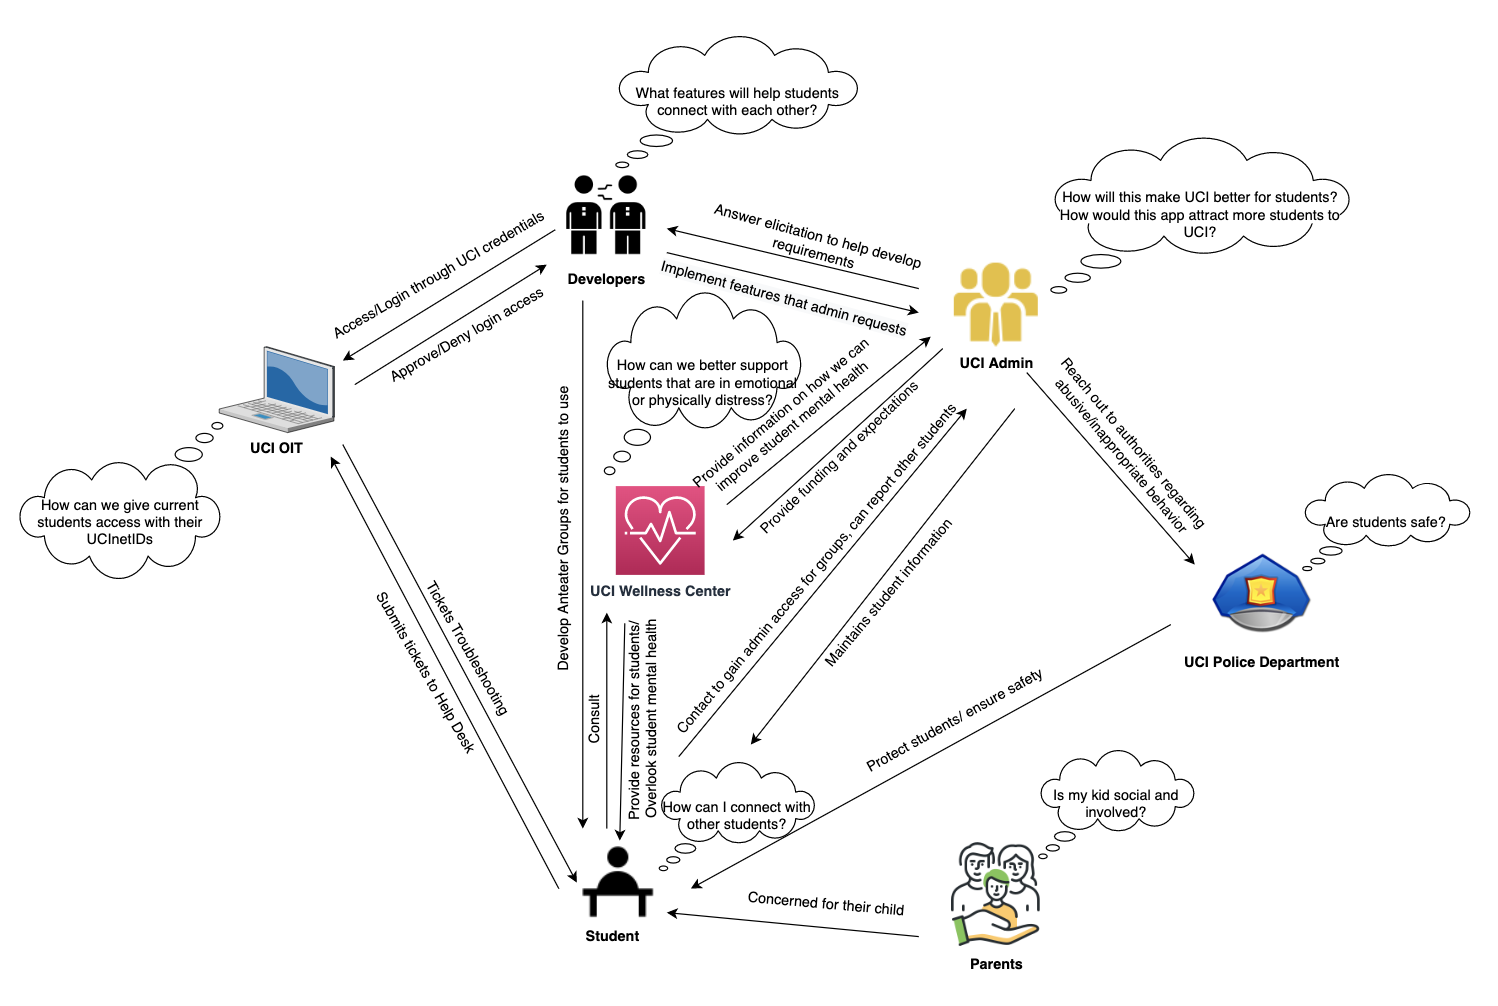 What features will help students
connect with each other?
How will this make UCI better for students?
How would this app attract more students to
UCI?
Developers
Answer elicitation to help develop
requirements
Implement features that admin requests
Access/Login through UCI credentials
Approve/Deny login access
UCI Admin
How can we better support
students that are in emotional
or physically distress?
Provide information on how we can
improve student mental health
Provide funding and expectations
Reach out to authorities regarding
abusive/inappropriate behavior
UCI OIT
How can we give current
students access with their
UCInetIDs
Develop Anteater Groups for students to use
UCI Wellness Center
Contact to gain admin access for groups, can report other students
Maintains student information
Are students safe?
UCI Police Department
Tickets Troubleshooting
Submits tickets to Help Desk
Consult
Provide resources for students/
Overlook student mental health
Protect students/ ensure safety
How can I connect with
other students?
Is my kid social and
involved?
Concerned for their child
Student
Parents